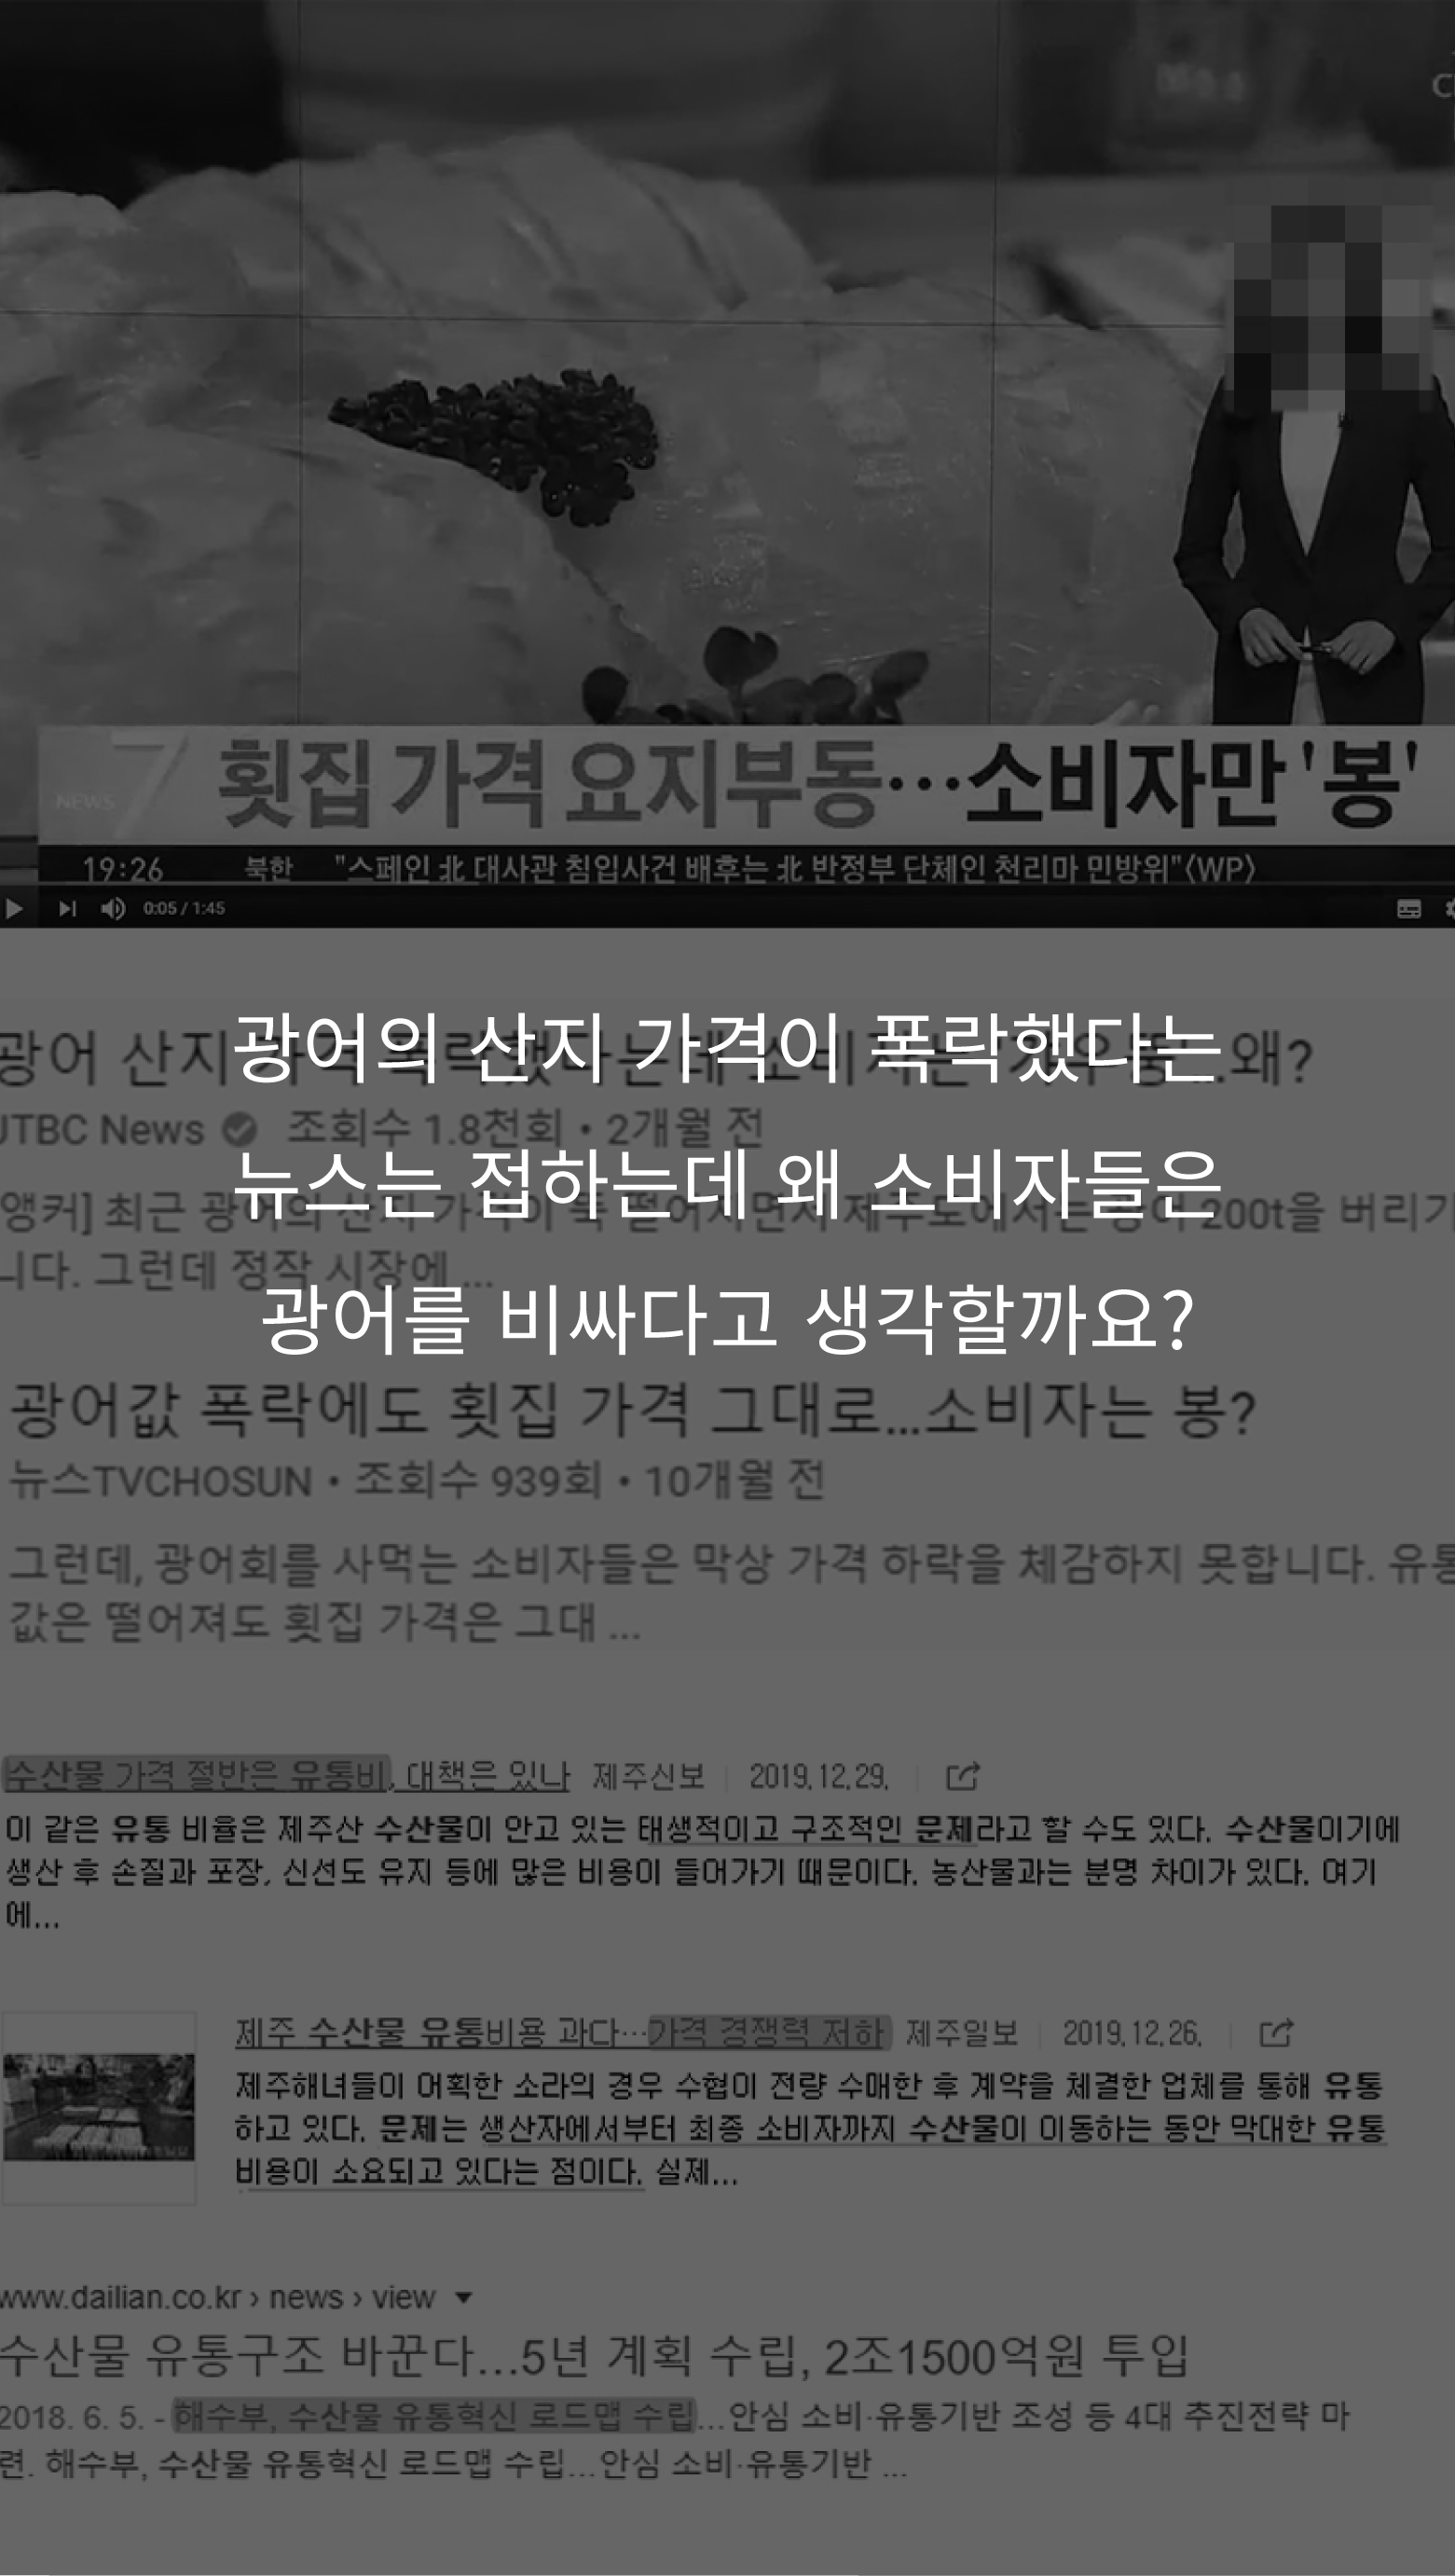 C
NEWS 7 횟집 가격 요지부동…소비자만 '봉'
19:26 북한 "스페인 北 대사관 침입사건 배후는 北 반정부 단체인 천리마 민방위"〈WP〉
0:05 / 1:45
광어 산지 왜?
광어의 산지 가격이 폭락했다는
JTBC News 조회수 1.8천회 • 2개월 전
뉴스는 접하는데 왜 소비자들은
앵커] 최근 200t을 버리기
니다. 그런데 정작 시장에 ...
광어를 비싸다고 생각할까요?
광어값 폭락에도 횟집 가격 그대로...소비자는 봉?
뉴스TVCHOSUN • 조회수 939회 • 10개월 전
그런데, 광어회를 사먹는 소비자들은 막상 가격 하락을 체감하지 못합니다. 유통
값은 떨어져도 횟집 가격은 그대 ...
수산물 가격 절반은 유통비, 대책은 있나 제주신보 2019.12.29.
이 같은 유통 비율은 제주산 수산물이 안고 있는 태생적이고 구조적인 문제라고 할 수도 있다. 수산물이기에
생산 후 손질과 포장, 신선도 유지 등에 많은 비용이 들어가기 때문이다. 농산물과는 분명 차이가 있다. 여기
에...
제주 수산물 유통비용 과다…가격 경쟁력 저하 제주일보 2019.12.26.
제주해녀들이 어획한 소라의 경우 수협이 전량 수매한 후 계약을 체결한 업체를 통해 유통
하고 있다. 문제는 생산자에서부터 최종 소비자까지 수산물이 이동하는 동안 막대한 유통
비용이 소요되고 있다는 점이다. 실제...
www.dailian.co.kr › news › view
수산물 유통구조 바꾼다...5년 계획 수립, 2조1500억원 투입
2018. 6. 5. - 해수부, 수산물 유통혁신 로드맵 수립...안심 소비·유통기반 조성 등 4대 추진전략 마
련. 해수부, 수산물 유통혁신 로드맵 수립...안심 소비·유통기반 ...